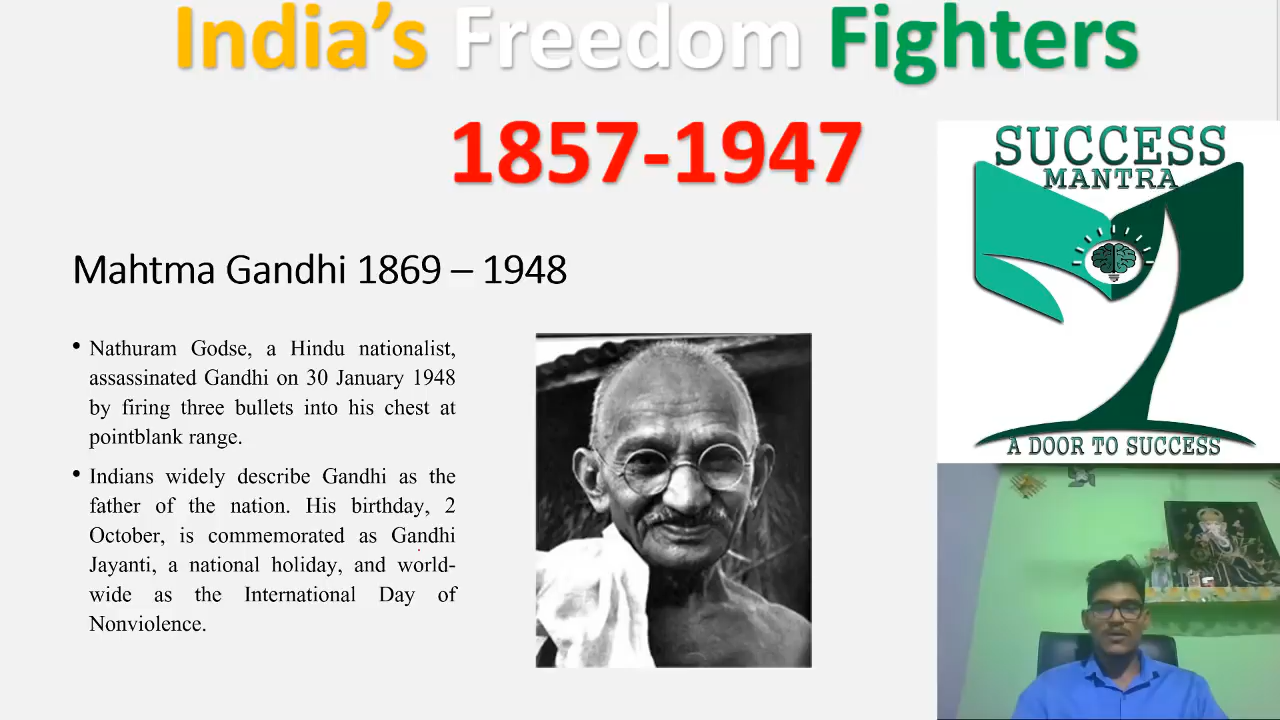 India’s Freedom Fighters
1857-1947
SUCCESS
MANTRA
A DOOR TO SUCCESS
Mahtma Gandhi 1869 – 1948
• Nathuram Godse, a Hindu nationalist,
assassinated Gandhi on 30 January 1948
by firing three bullets into his chest at
pointblank range.
• Indians widely describe Gandhi as the
father of the nation. His birthday, 2
October, is commemorated as Gandhi
Jayanti, a national holiday, and world-
wide as the International Day of
Nonviolence.